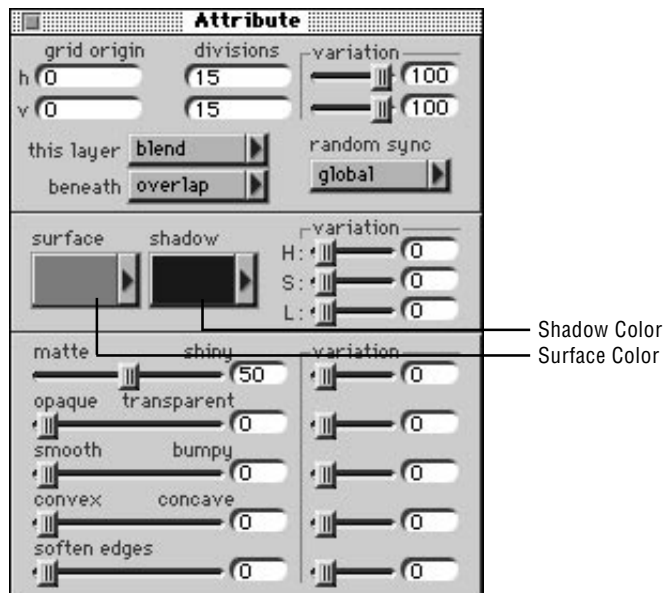 Attribute
grid origin divisions variation
h 0 15 100
v 0 15 100
this layer blend random sync
beneath overlap global
surface shadow variation
H: 0
S: 0
L: 0
Shadow Color
Surface Color
matte shiny variation
50 0
opaque transparent
0 0
smooth bumpy
0 0
convex concave
0 0
soften edges
0 0